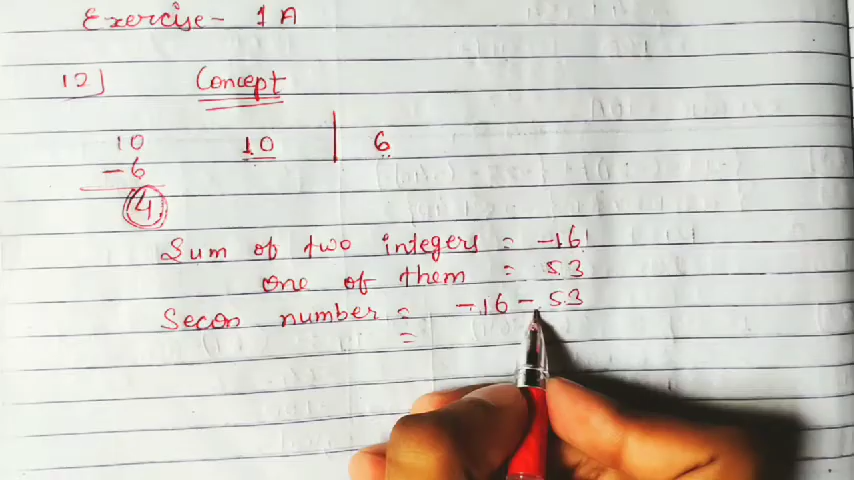 Exercise- 1A
12) Concept
10 10 | 6
-6
4
Sum of two integers = -16
one of them = 53
Secon number = -16 - 53
=